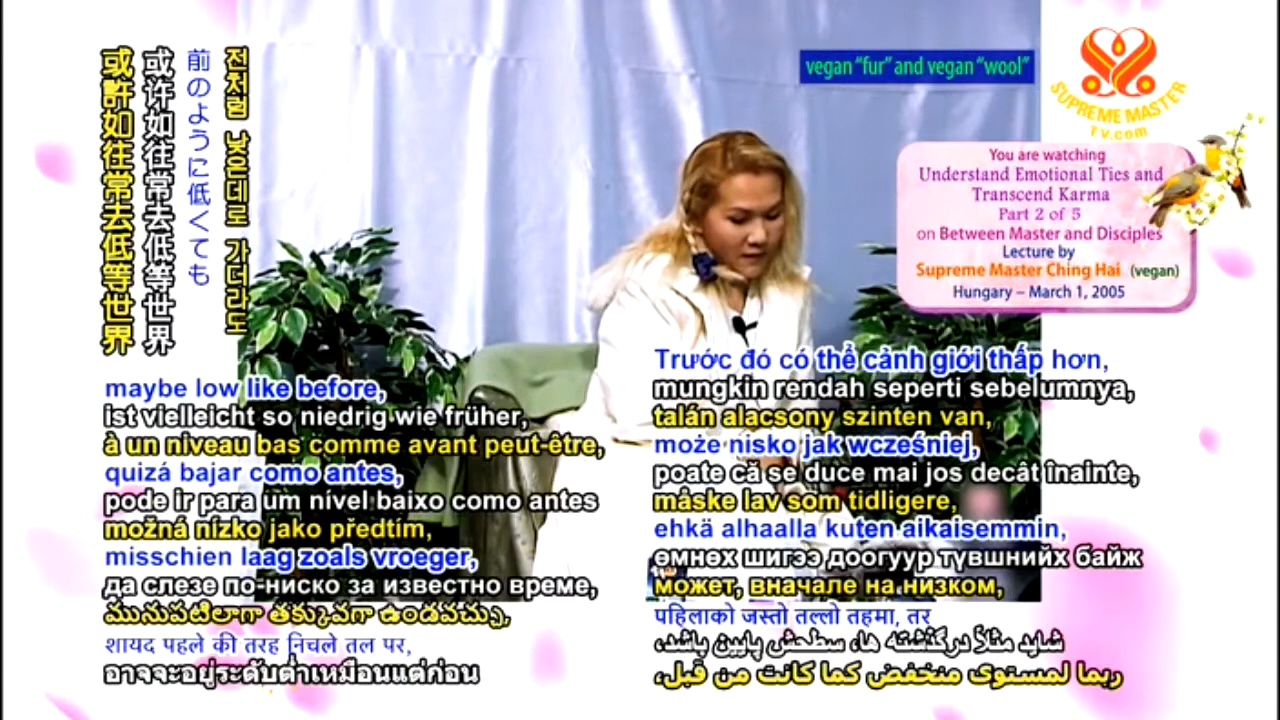 或許如往常去低等世界
或许如往常去低等世界
前のように低くても
전처럼 낮은데로 가더라도
vegan “fur” and vegan “wool”
SUPREME MASTER
TV.com
You are watching
Understand Emotional Ties and
Transcend Karma
Part 2 of 5
on Between Master and Disciples
Lecture by
Supreme Master Ching Hai (vegan)
Hungary – March 1, 2005
maybe low like before,
ist vielleicht so niedrig wie früher,
à un niveau bas comme avant peut-être,
quizá bajar como antes,
pode ir para um nível baixo como antes
možná nízko jako předtím,
misschien laag zoals vroeger,
да слезе по-ниско за известно време,
మునుపటిలాగా తక్కువగా ఉండవచ్చు,
शायद पहले की तरह निचले तल पर,
อาจจะอยู่ระดับต่ำเหมือนแต่ก่อน
Trước đó có thể cảnh giới thấp hơn,
mungkin rendah seperti sebelumnya,
talán alacsony szinten van,
może nisko jak wcześniej,
poate că se duce mai jos decât înainte,
måske lav som tidligere,
ehkä alhaalla kuten aikaisemmin,
өмнөх шигээ доогуур түвшнийх байж
может, вначале на низком,
पहिलाको जस्तो तल्लो तहमा, तर
شاید مثلاً درگذشته ها، سطحش پایین باشد،
ربما لمستوى منخفض كما كانت من قبل،